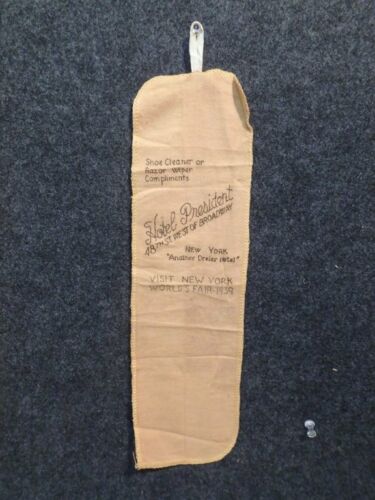 Shoe Cleaner or
Razor Wiper
Compliments
Hotel President
48TH ST. WEST OF BROADWAY
NEW YORK
"Another Dreier Hotel"
VISIT NEW YORK
WORLD'S FAIR-1939